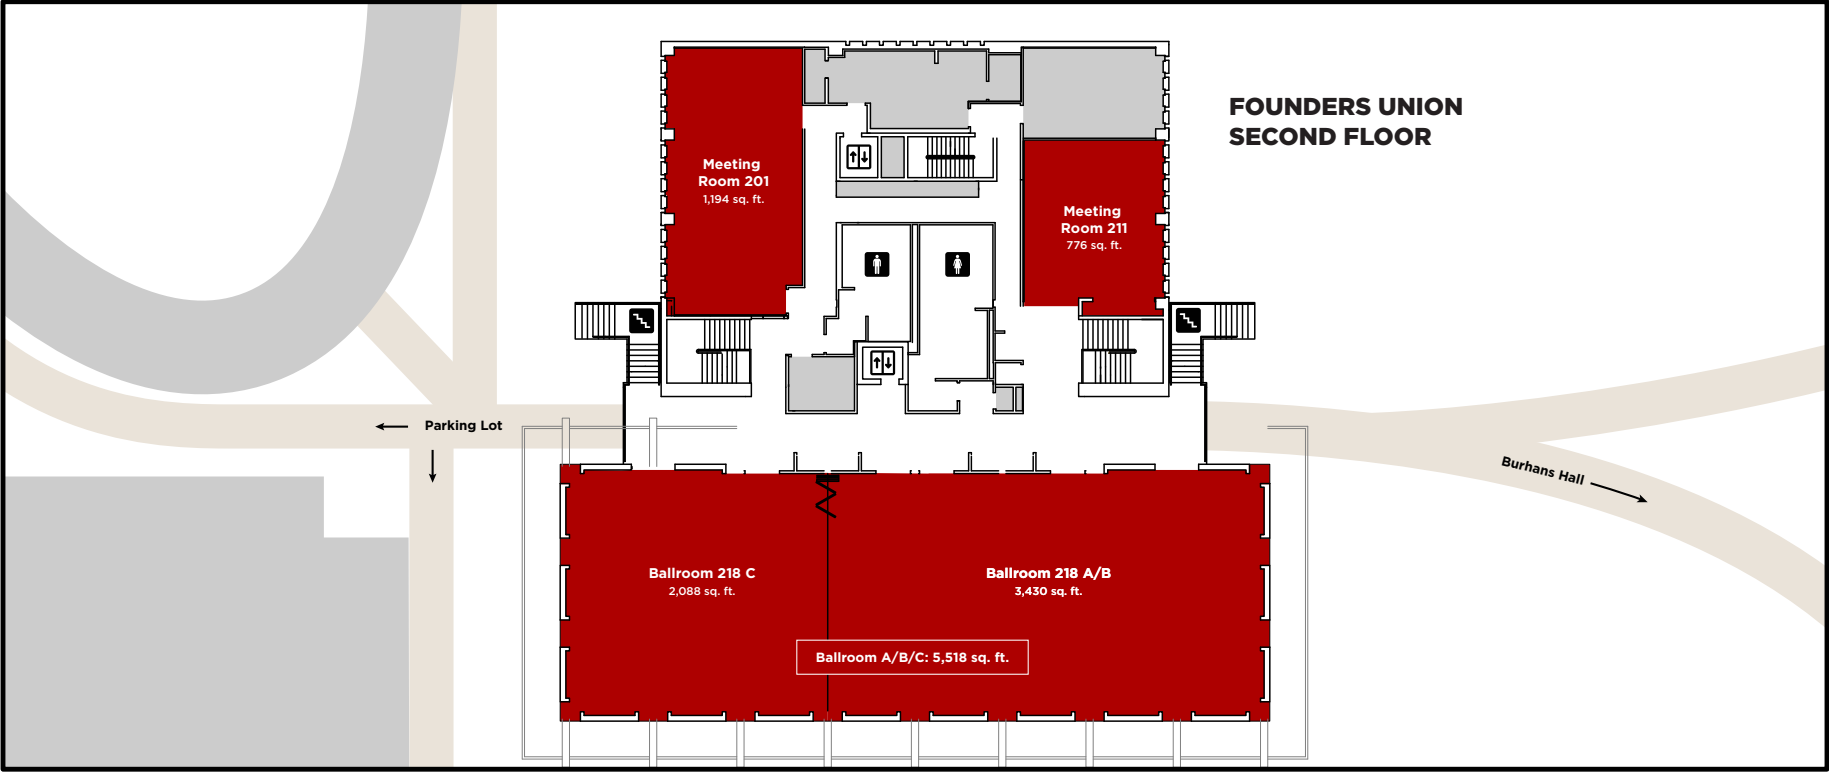 FOUNDERS UNION
SECOND FLOOR
Meeting
Room 201
1,194 sq. ft.
Meeting
Room 211
776 sq. ft.
Parking Lot
Burhans Hall
Ballroom 218 C
2,088 sq. ft.
Ballroom 218 A/B
3,430 sq. ft.
Ballroom A/B/C: 5,518 sq. ft.